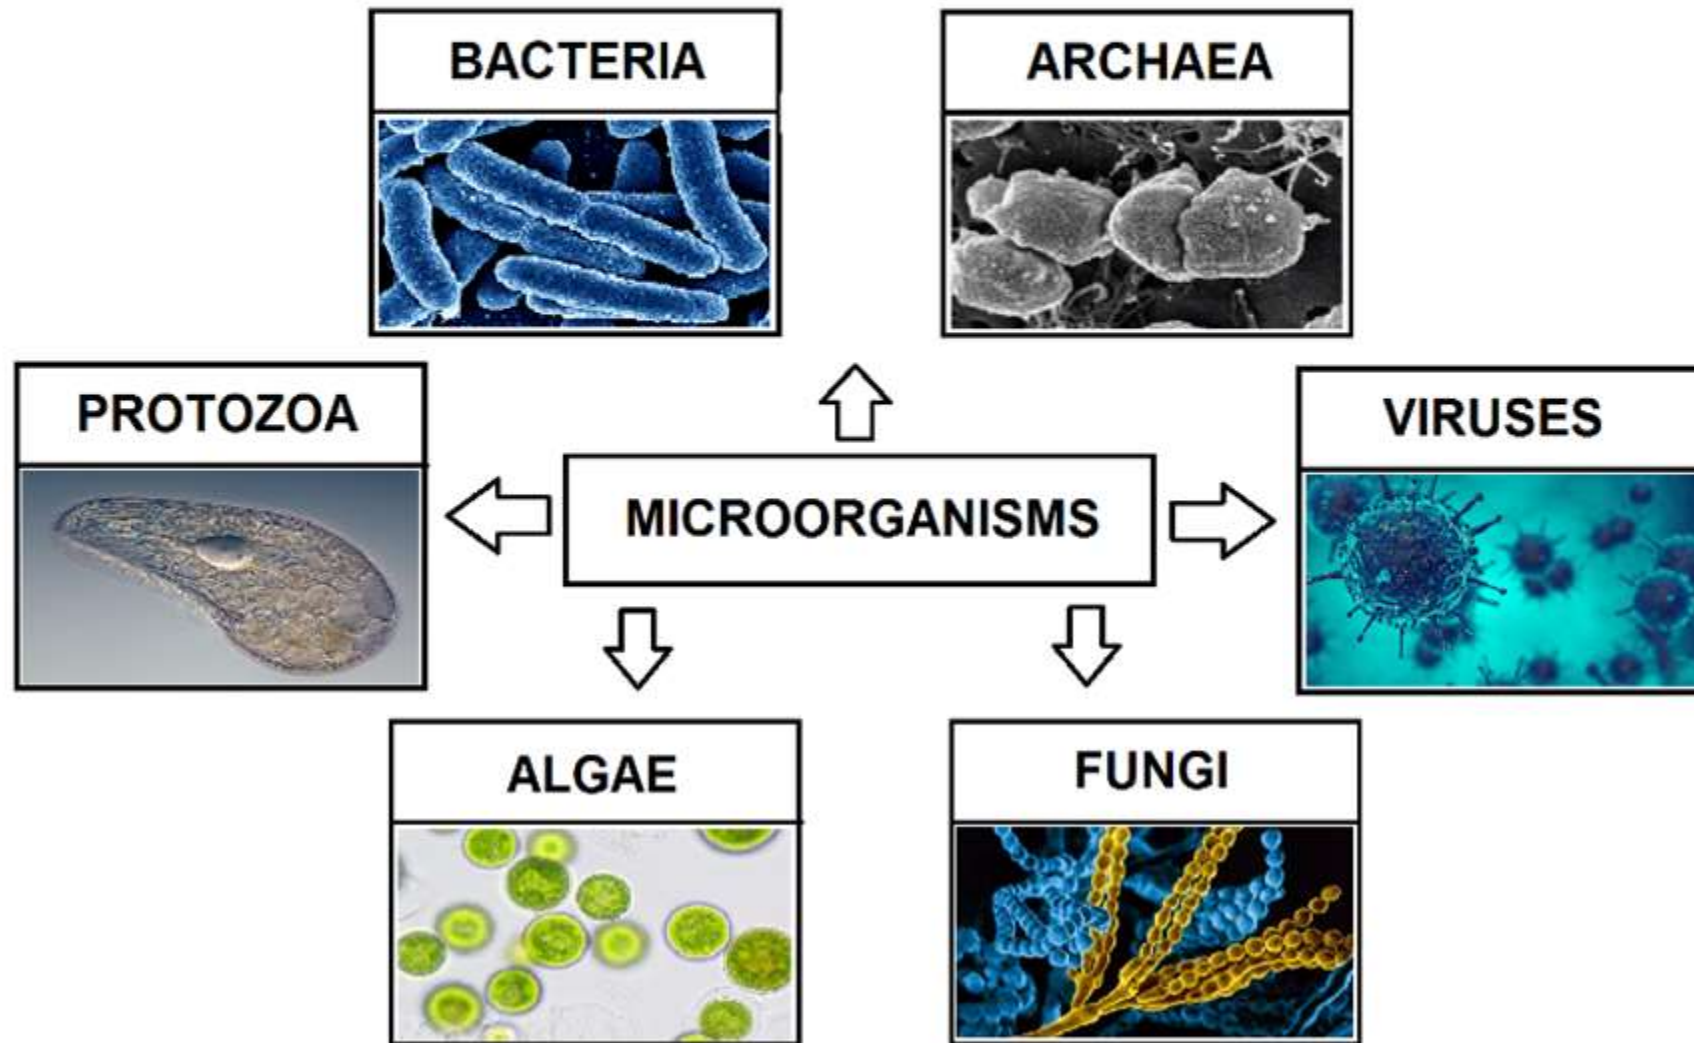 BACTERIA
ARCHAEA
PROTOZOA
VIRUSES
MICROORGANISMS
ALGAE
FUNGI